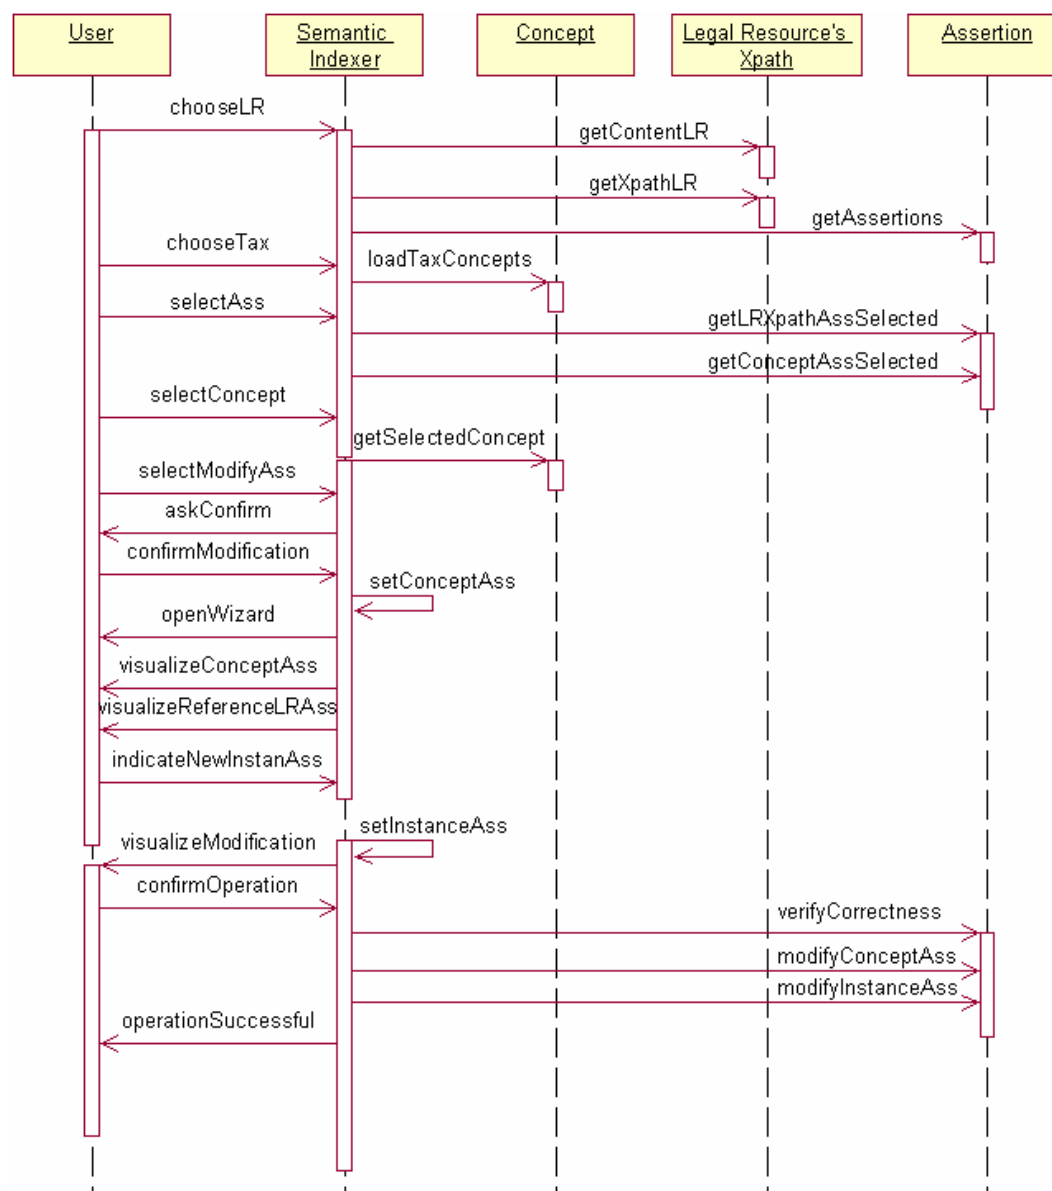 User
Semantic
Indexer
Concept
Legal Resource's
Xpath
Assertion
chooseLR
getContentLR
getXpathLR
getAssertions
chooseTax
loadTaxConcepts
selectAss
getLRXpathAssSelected
getConceptAssSelected
selectConcept
getSelectedConcept
selectModifyAss
askConfirm
confirmModification
setConceptAss
openWizard
visualizeConceptAss
visualizeReferenceLRAss
indicateNewInstanAss
setInstanceAss
visualizeModification
confirmOperation
verifyCorrectness
modifyConceptAss
modifyInstanceAss
operationSuccessful